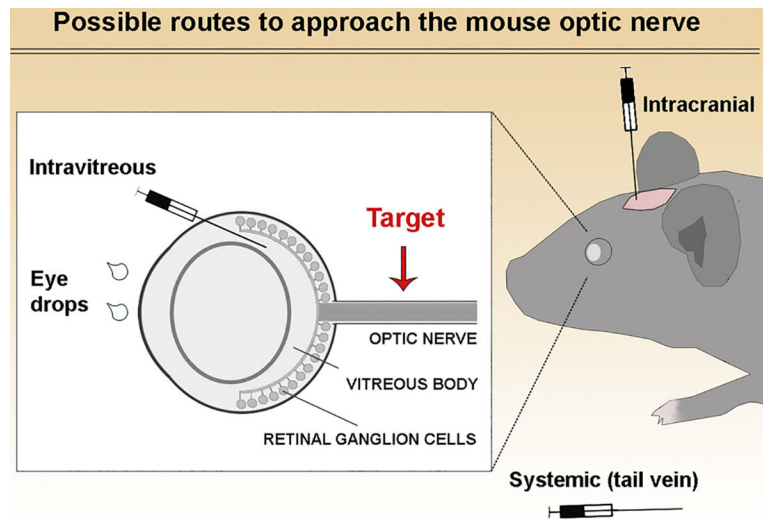 Possible routes to approach the mouse optic nerve
Intracranial
Intravitreous
Target
Eye
drops
OPTIC NERVE
VITREOUS BODY
RETINAL GANGLION CELLS
Systemic (tail vein)